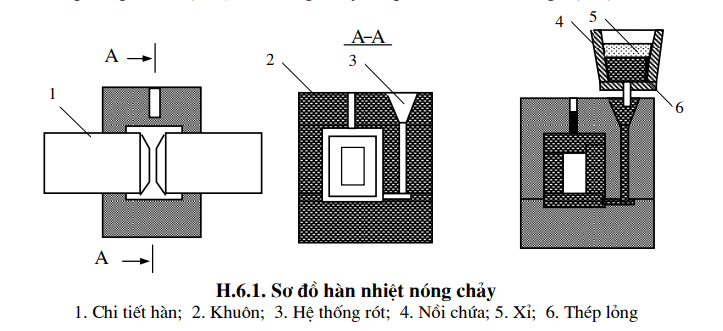 A
1
A
A–A
2
3
4
5
6
H.6.1. Sơ đồ hàn nhiệt nóng chảy
1. Chi tiết hàn; 2. Khuôn; 3. Hệ thống rót; 4. Nồi chứa; 5. Xỉ; 6. Thép lỏng